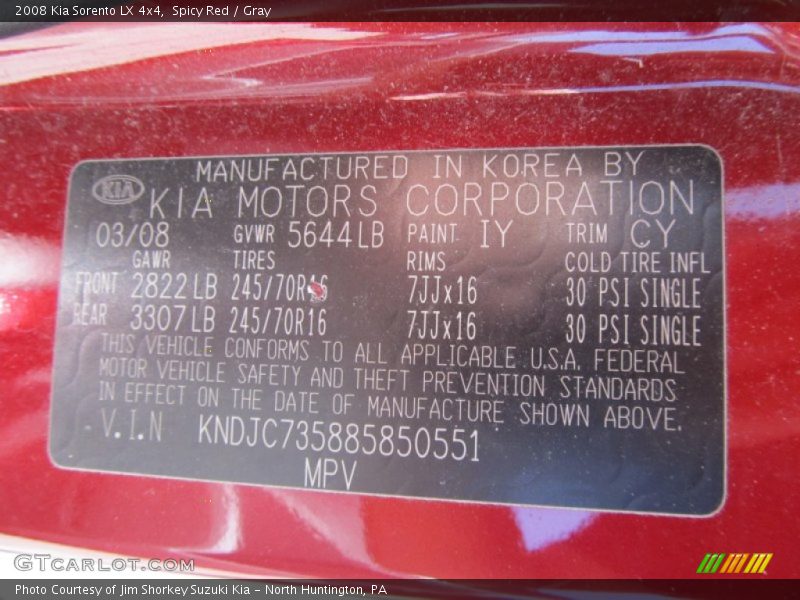 2008 Kia Sorento LX 4x4, Spicy Red / Gray
MANUFACTURED IN KOREA BY
KIA KIA MOTORS CORPORATION
03/08 GVWR 5644LB PAINT IY TRIM CY
GAWR TIRES RIMS COLD TIRE INFL
FRONT 2822LB 245/70R16 7JJx16 30 PSI SINGLE
REAR 3307LB 245/70R16 7JJx16 30 PSI SINGLE
THIS VEHICLE CONFORMS TO ALL APPLICABLE U.S.A. FEDERAL
MOTOR VEHICLE SAFETY AND THEFT PREVENTION STANDARDS
IN EFFECT ON THE DATE OF MANUFACTURE SHOWN ABOVE.
V.I.N KNDJC735885850551
MPV
GTCARLOT.COM
Photo Courtesy of Jim Shorkey Suzuki Kia - North Huntington, PA